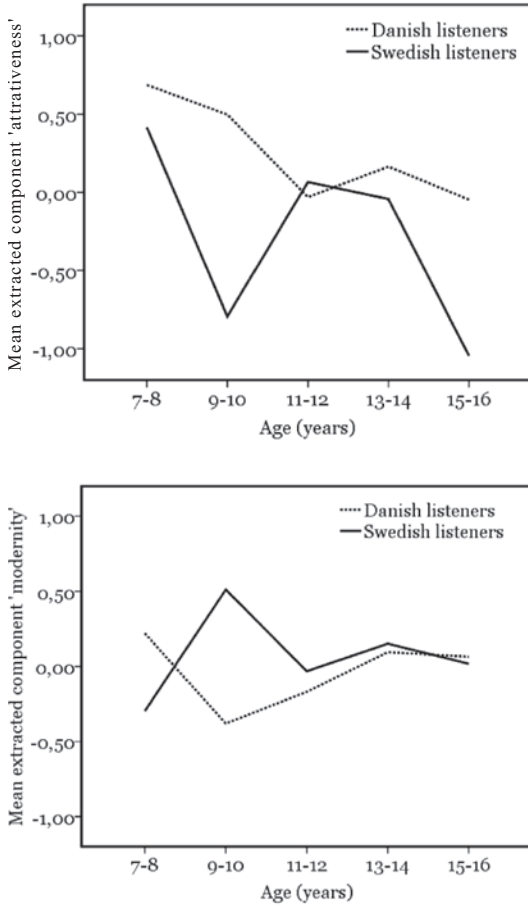 Mean extracted component 'attrativeness'
1,00
0,50
0,00
-0,50
-1,00
Danish listeners
Swedish listeners
7-8
9-10
11-12
13-14
15-16
Age (years)
Mean extracted component 'modernity'
1,00
0,50
0,00
-0,50
-1,00
Danish listeners
Swedish listeners
7-8
9-10
11-12
13-14
15-16
Age (years)